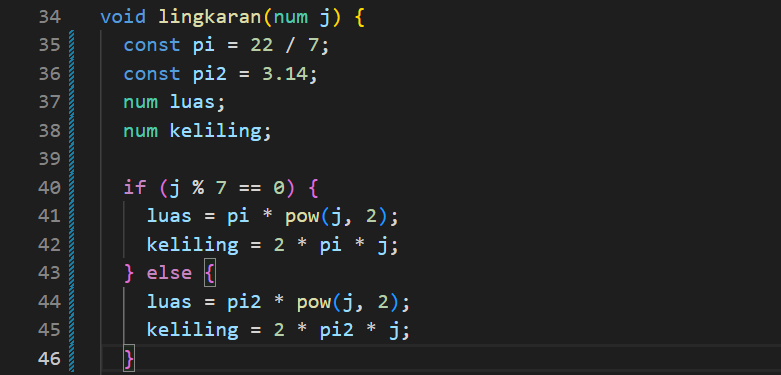 34 void lingkaran(num j) {
35 const pi = 22 / 7;
36 const pi2 = 3.14;
37 num luas;
38 num keliling;
39
40 if (j % 7 == 0) {
41 luas = pi * pow(j, 2);
42 keliling = 2 * pi * j;
43 } else {
44 luas = pi2 * pow(j, 2);
45 keliling = 2 * pi2 * j;
46 }